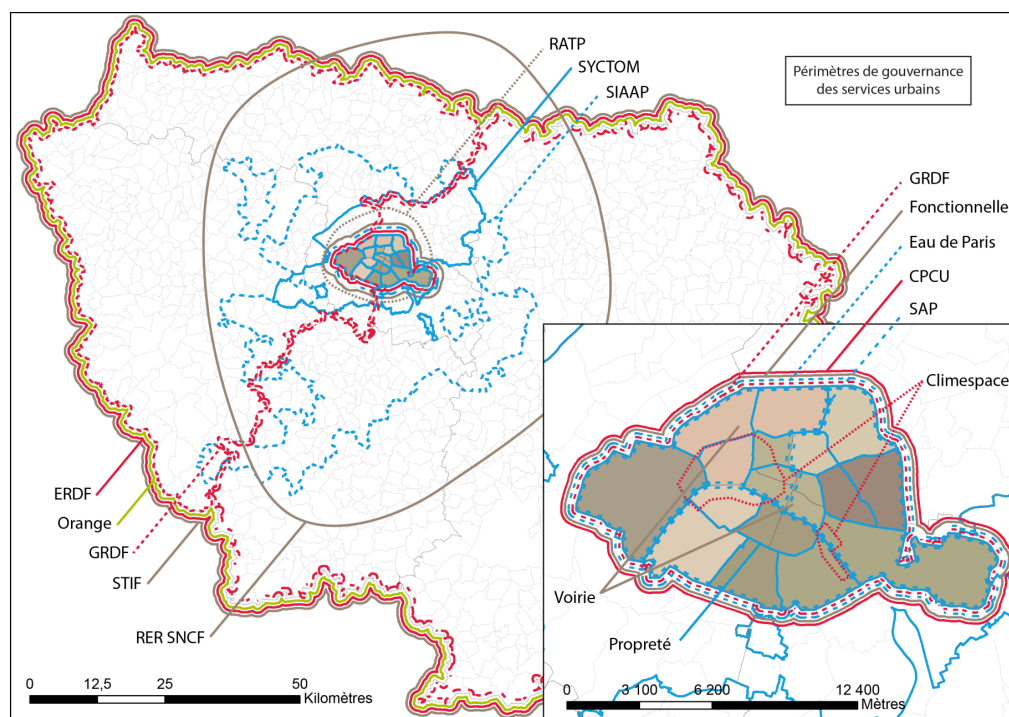 RATP
SYCTOM
SIAAP
Périmètres de gouvernance
des services urbains
GRDF
Fonctionnelle
Eau de Paris
CPCU
SAP
Climespace
ERDF
Orange
GRDF
STIF
RER SNCF
Voirie
Propreté
0 12,5 25 50
Kilomètres
0 3 100 6 200 12 400
Mètres